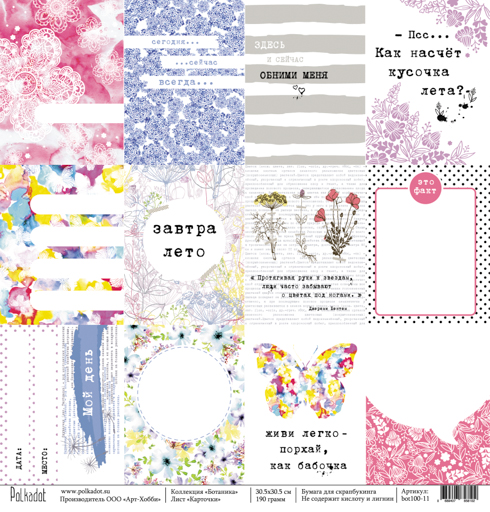 сегодня...
...сейчас
всегда...
ЗДЕСЬ
и СЕЙЧАС
ОБНИМИ МЕНЯ
- Псс...
Как насчёт
кусочка
лета?
завтра
лето
« Протягивая руки к звездам,
люди часто забывают
о цветах под ногами. »
Джереми Бентам
это
факт
ДАТА:
МЕСТО:
Мой день
живи легко-
порхай,
как бабочка
Polkadot
www.polkadot.su
Производитель ООО «Арт-Хобби»
Коллекция «Ботаника»
Лист «Карточки»
30.5х30.5 см
190 грамм
Бумага для скрапбукинга
Не содержит кислоты и лигнин
Артикул:
bot100-11